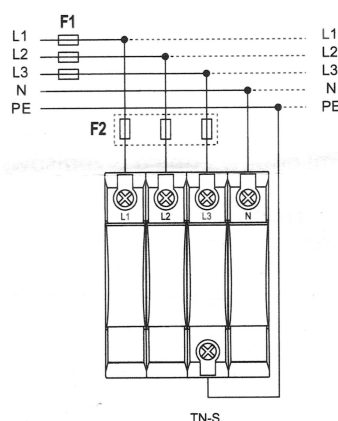 F1
L1 L1
L2 L2
L3 L3
N N
PE PE
F2
L1 L2 L3 N
TN-S